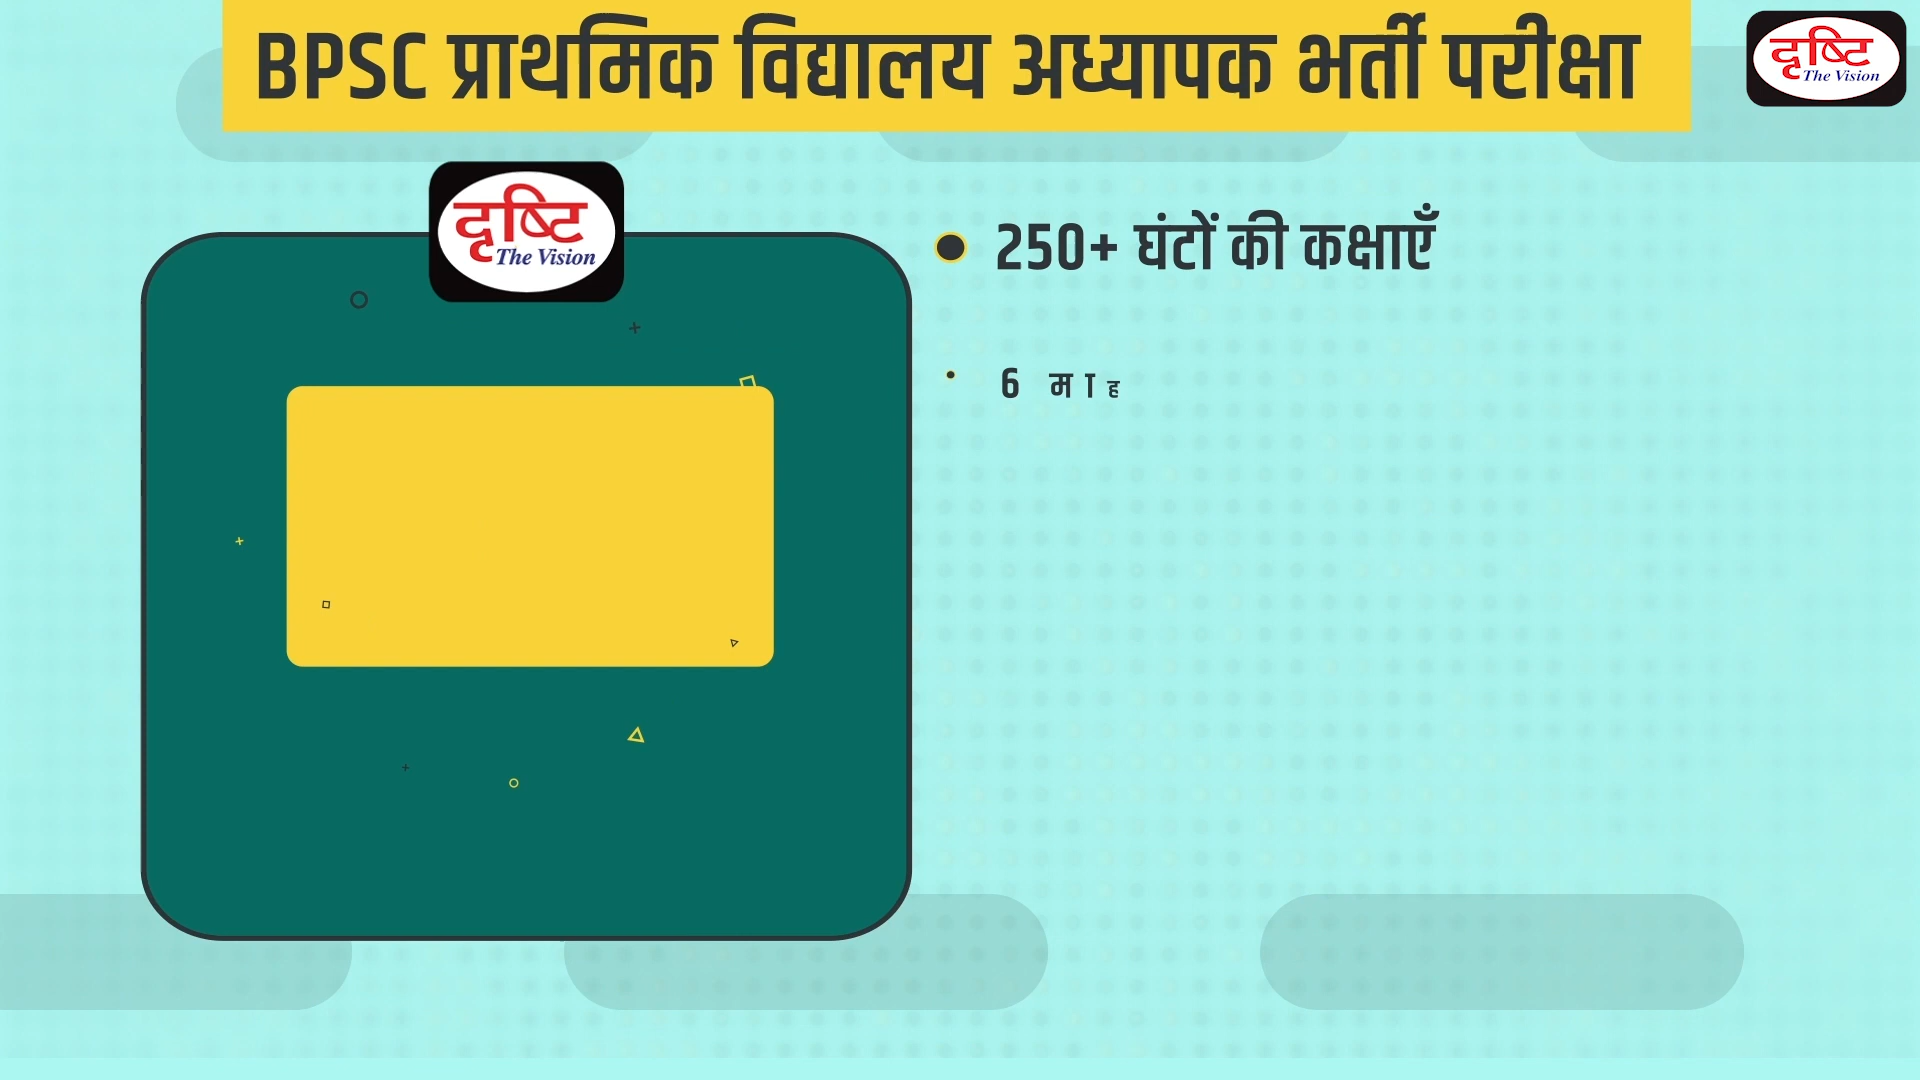 BPSC प्राथमिक विद्यालय अध्यापक भर्ती परीक्षा
दृष्टि
The Vision
दृष्टि
The Vision
250+ घंटों की कक्षाएँ
6 माह